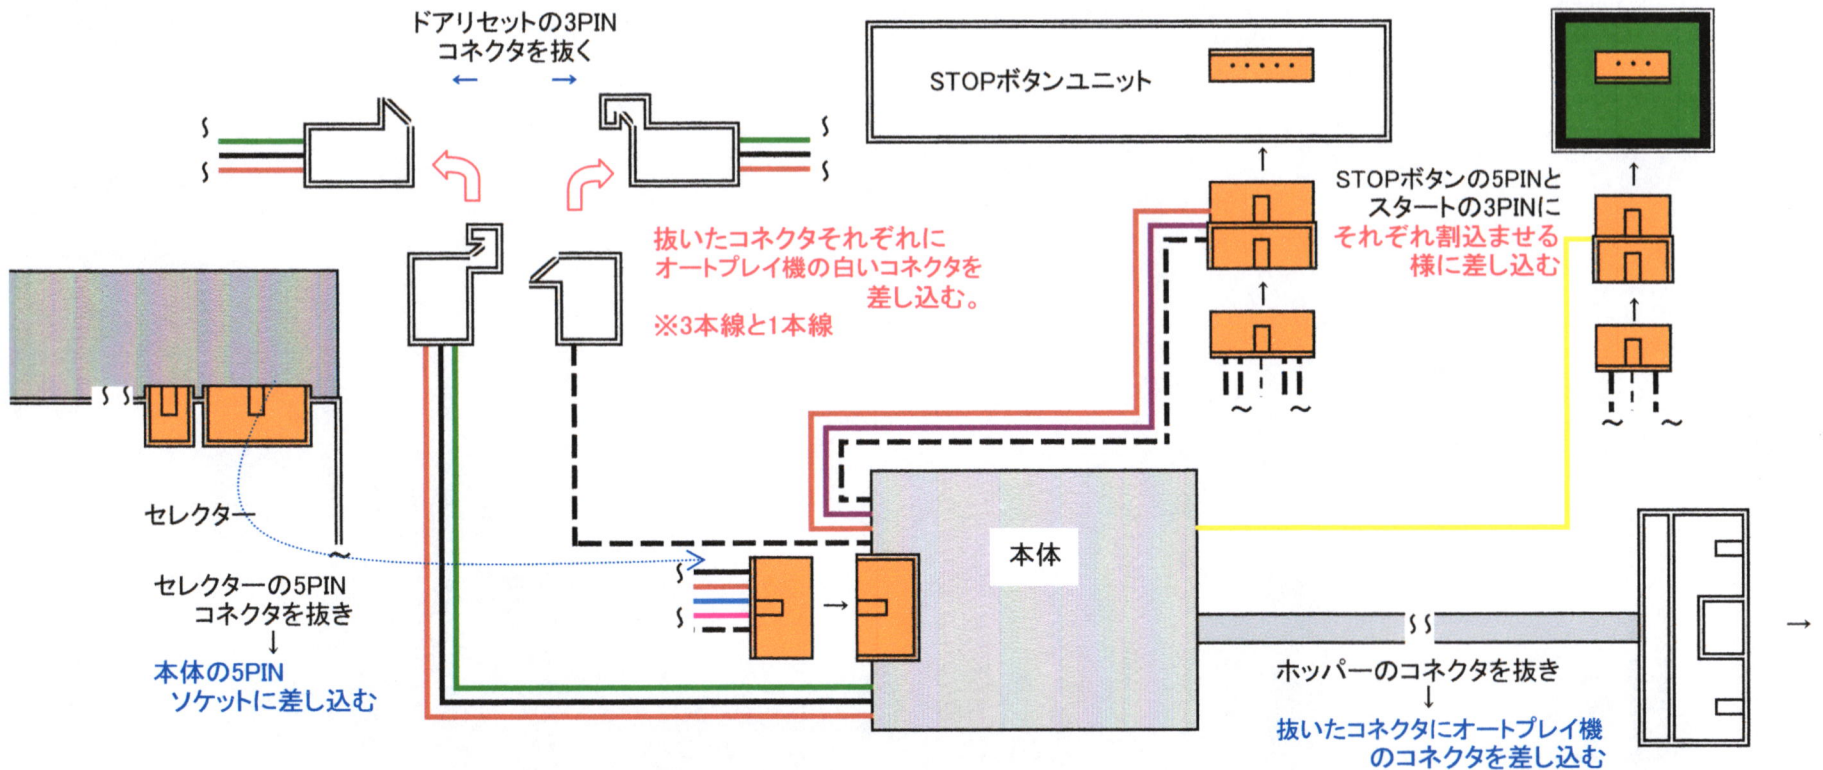 ドアリセットの3PIN
コネクタを抜く
← →
STOPボタンユニット
STOPボタンの5PINと
スタートの3PINに
それぞれ割込ませる
様に差し込む
抜いたコネクタそれぞれに
オートプレイ機の白いコネクタを
差し込む。
※3本線と1本線
セレクター
セレクターの5PIN
コネクタを抜き
↓
本体の5PIN
ソケットに差し込む
本体
ホッパーのコネクタを抜き
↓
抜いたコネクタにオートプレイ機
のコネクタを差し込む